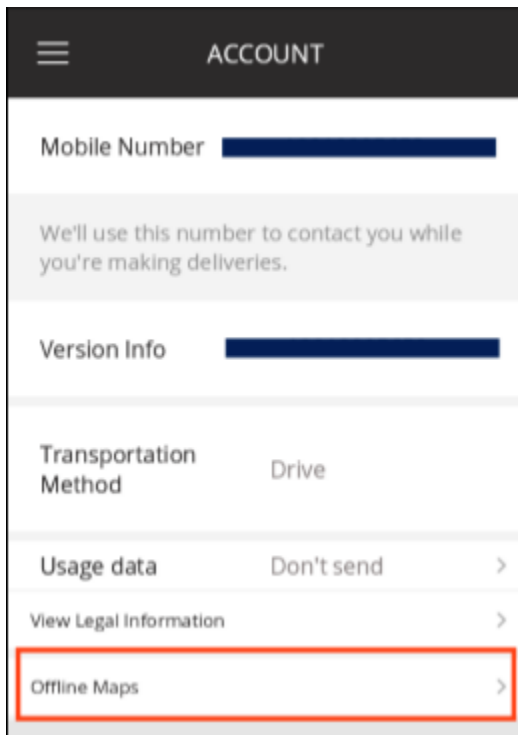 ACCOUNT
Mobile Number
We'll use this number to contact you while
you're making deliveries.
Version Info
Transportation
Method
Drive
Usage data Don't send
View Legal Information
Offline Maps